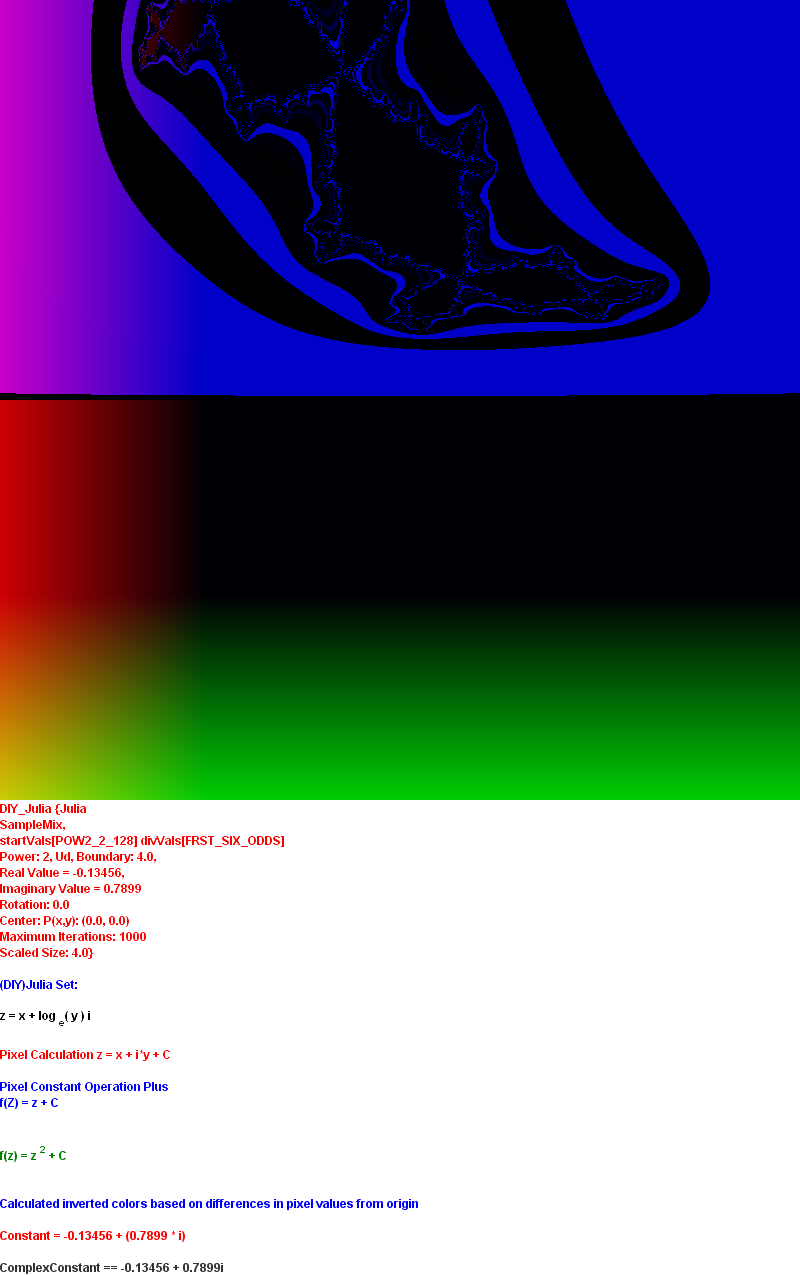 DIY_Julia {Julia
SampleMix,
startVals[POW2_2_128] divVals[FRST_SIX_ODDS]
Power: 2, Ud, Boundary: 4.0,
Real Value = -0.13456,
Imaginary Value = 0.7899
Rotation: 0.0
Center: P(x,y): (0.0, 0.0)
Maximum Iterations: 1000
Scaled Size: 4.0}
(DIY)Julia Set:
z = x + log e ( y ) i
Pixel Calculation z = x + i*y + C
Pixel Constant Operation Plus
f(Z) = z + C
f(z) = z 2 + C
Calculated inverted colors based on differences in pixel values from origin
Constant = -0.13456 + (0.7899 * i)
ComplexConstant == -0.13456 + 0.7899i